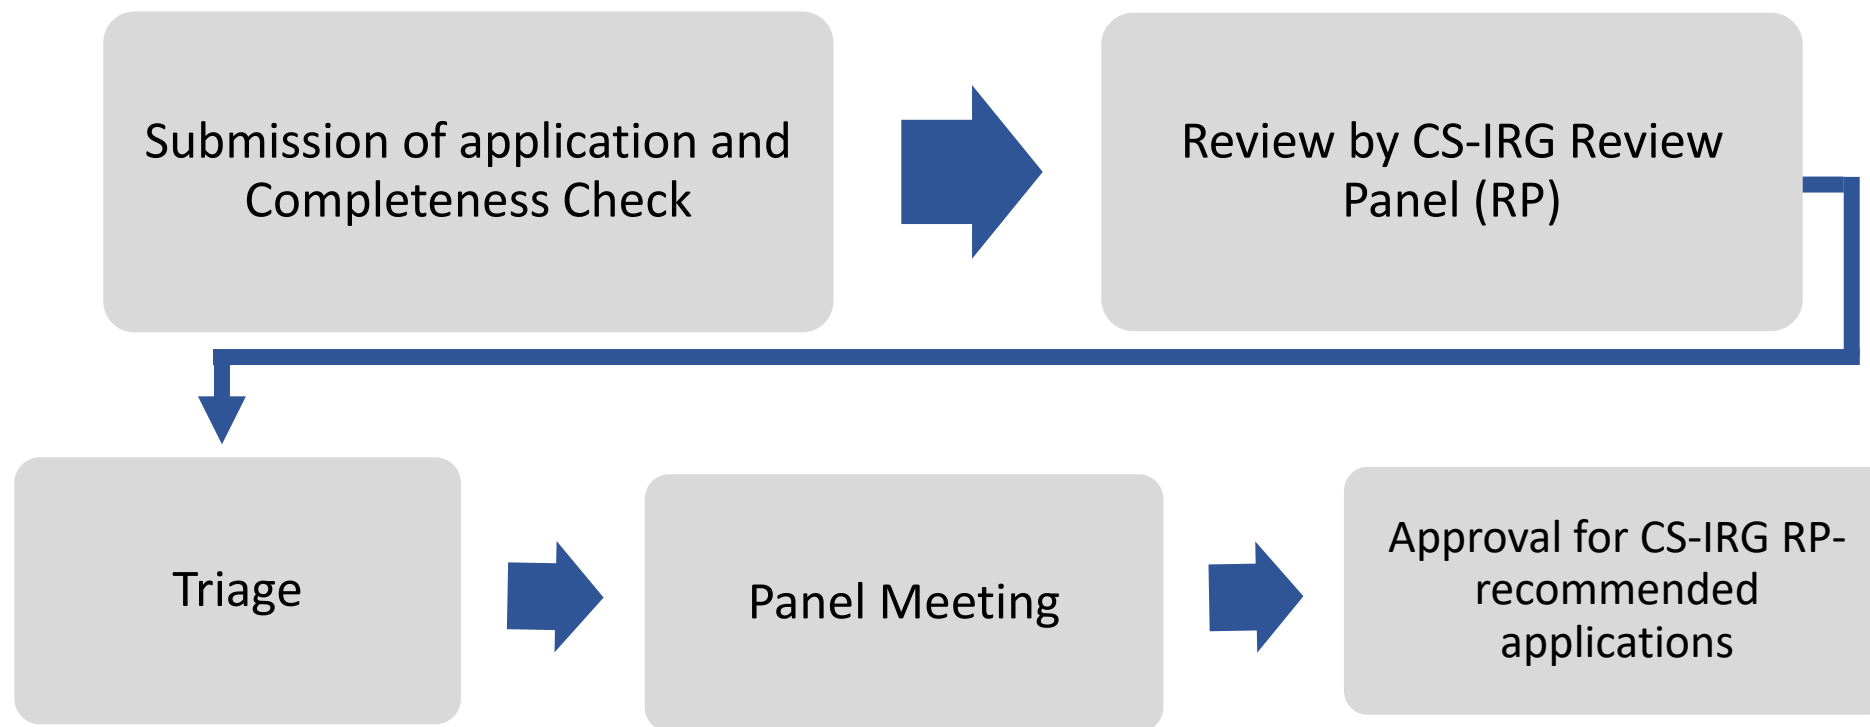 Submission of application and
Completeness Check
Review by CS-IRG Review
Panel (RP)
Triage
Panel Meeting
Approval for CS-IRG RP-
recommended
applications